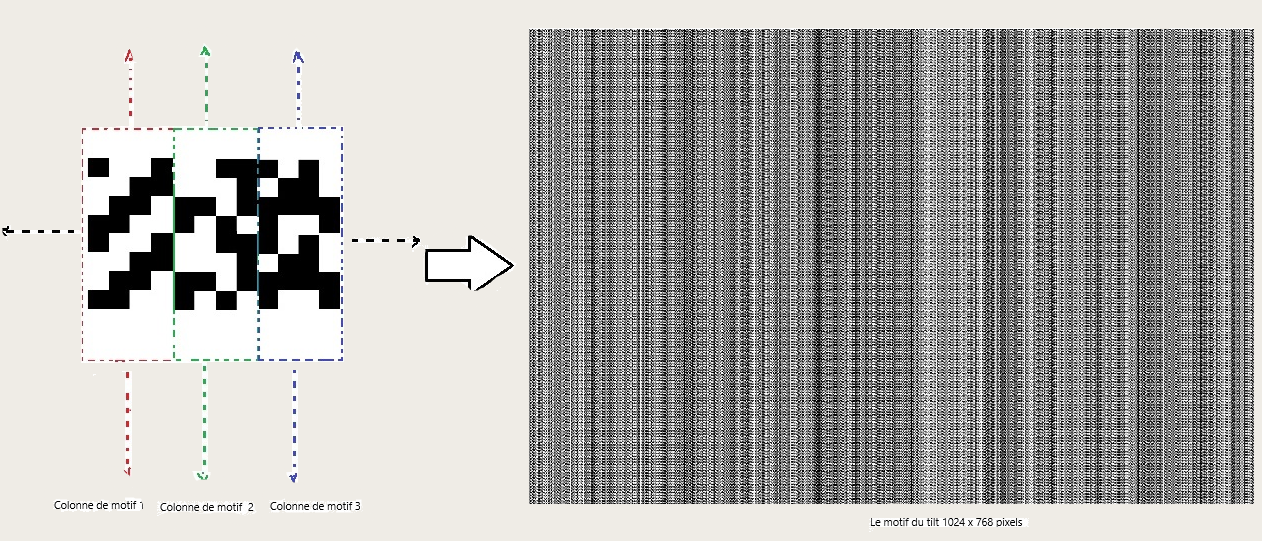 Colonne de motif 1
Colonne de motif 2
Colonne de motif 3
Le motif du tilt 1024 x 768 pixels